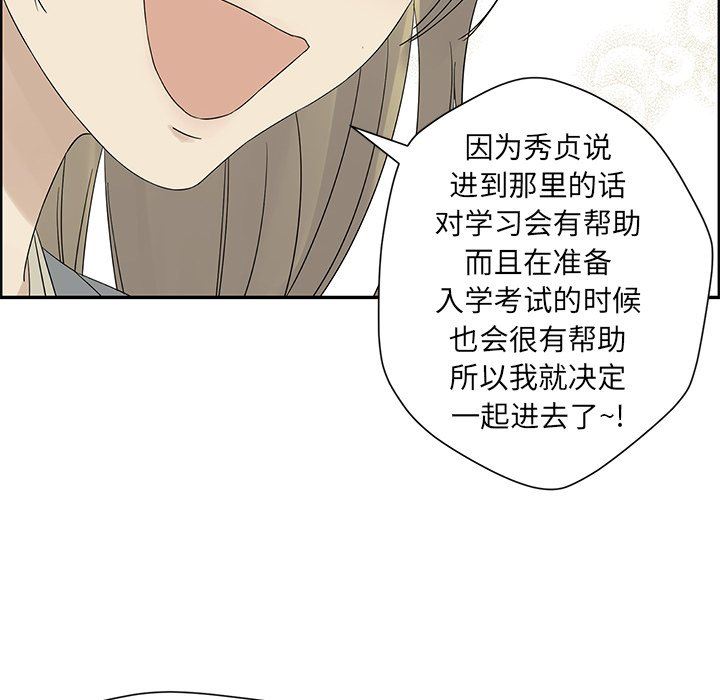 因为秀贞说
进到那里的话
对学习会有帮助
而且在准备
入学考试的时候
也会很有帮助
所以我就决定
一起进去了~!